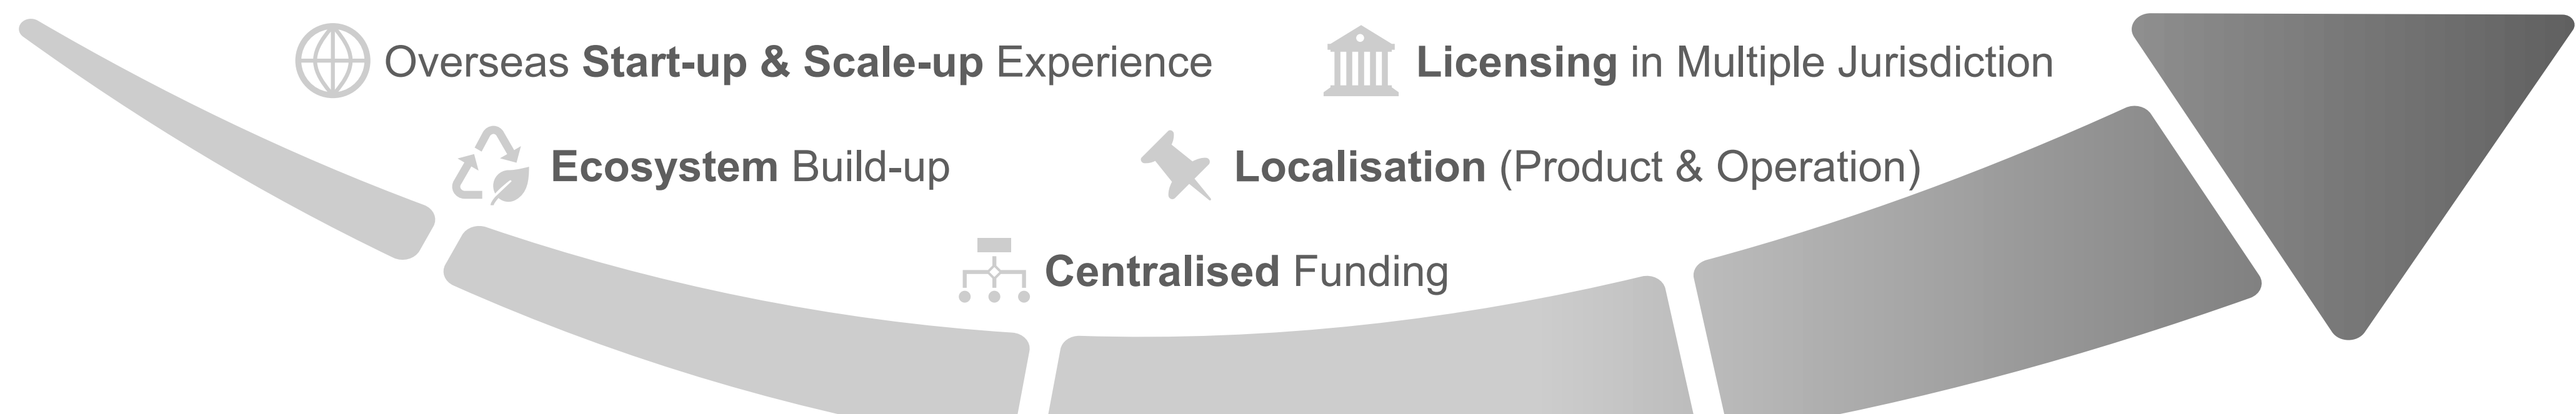 Overseas Start-up & Scale-up Experience
Licensing in Multiple Jurisdiction
Ecosystem Build-up
Localisation (Product & Operation)
Centralised Funding